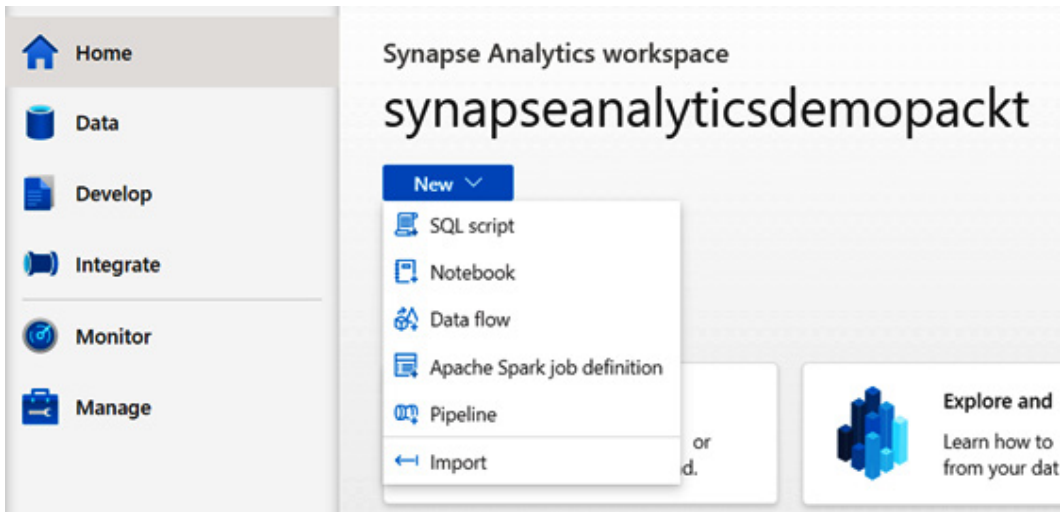 Home
Data
Develop
Integrate
Monitor
Manage
Synapse Analytics workspace
synapseanalyticsdemopackt
New
SQL script
Notebook
Data flow
Apache Spark job definition
Pipeline
Import
or
d.
Explore and
Learn how to
from your dat